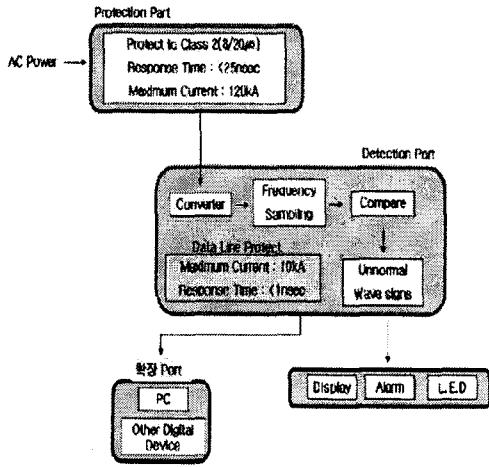 Protection Part
AC Power
Protect to Class 2(8/20㎲)
Response Time : <25nsec
Maximum Current : 120kA
Detection Port
Converter
Frequency
Sampling
Compare
Data Line Protect
Maximum Current : 10kA
Response Time : <1nsec
Unnormal
Wave signs
확장 Port
PC
Other Digital
Device
Display
Alarm
L.E.D